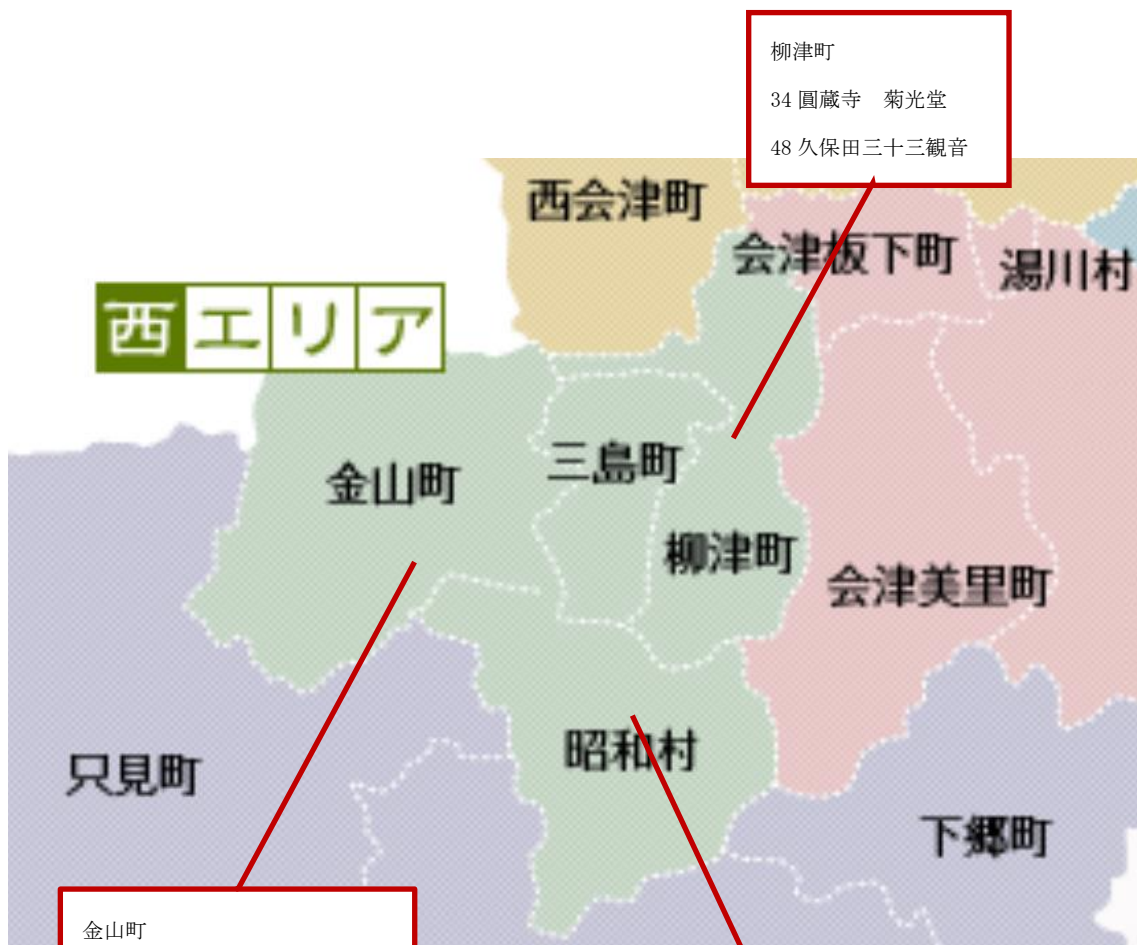 柳津町
34 圓蔵寺　菊光堂
48 久保田三十三観音
西会津町
会津板下町
湯川村
西エリア
三島町
金山町
柳津町
会津美里町
昭和村
只見町
下郷町
金山町